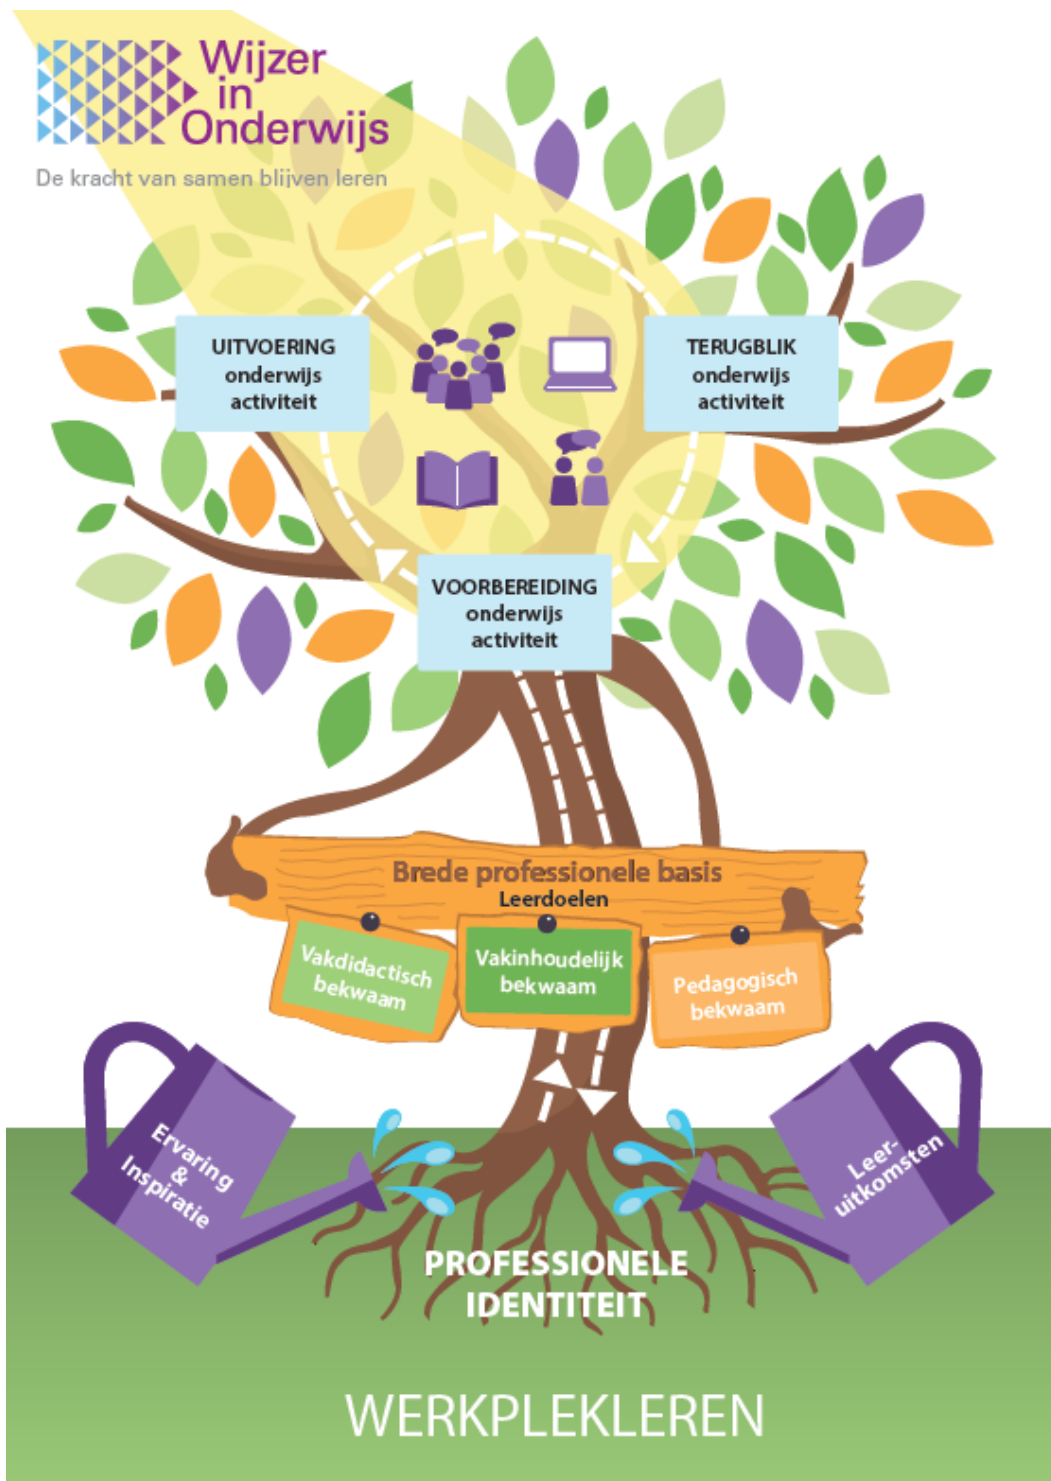 Wijzer
in
Onderwijs
De kracht van samen blijven leren
UITVOERING
onderwijs
activiteit
TERUGBLIK
onderwijs
activiteit
VOORBEREIDING
onderwijs
activiteit
Brede professionele basis
Leerdoelen
Vakdidactisch
bekwaam
Vakinhoudelijk
bekwaam
Pedagogisch
bekwaam
Ervaring
&
Inspiratie
Leer-
uitkomsten
PROFESSIONELE
IDENTITEIT
WERKPLEKLEREN